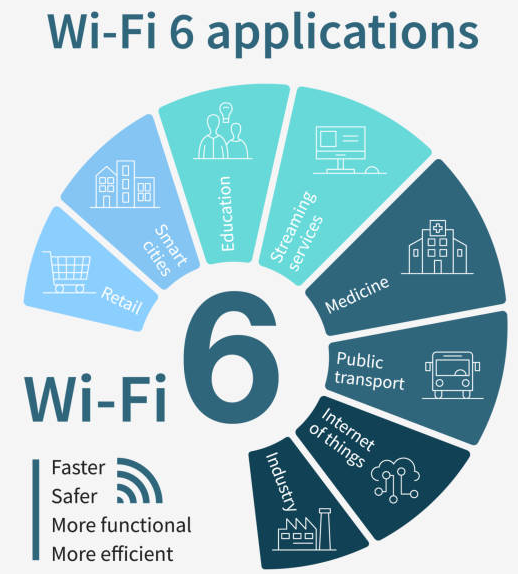 Wi-Fi 6 applications
Retail
Smart
cities
Education
Streaming
services
Medicine
Public
transport
Internet
of things
Industry
6
Wi-Fi
Faster
Safer
More functional
More efficient